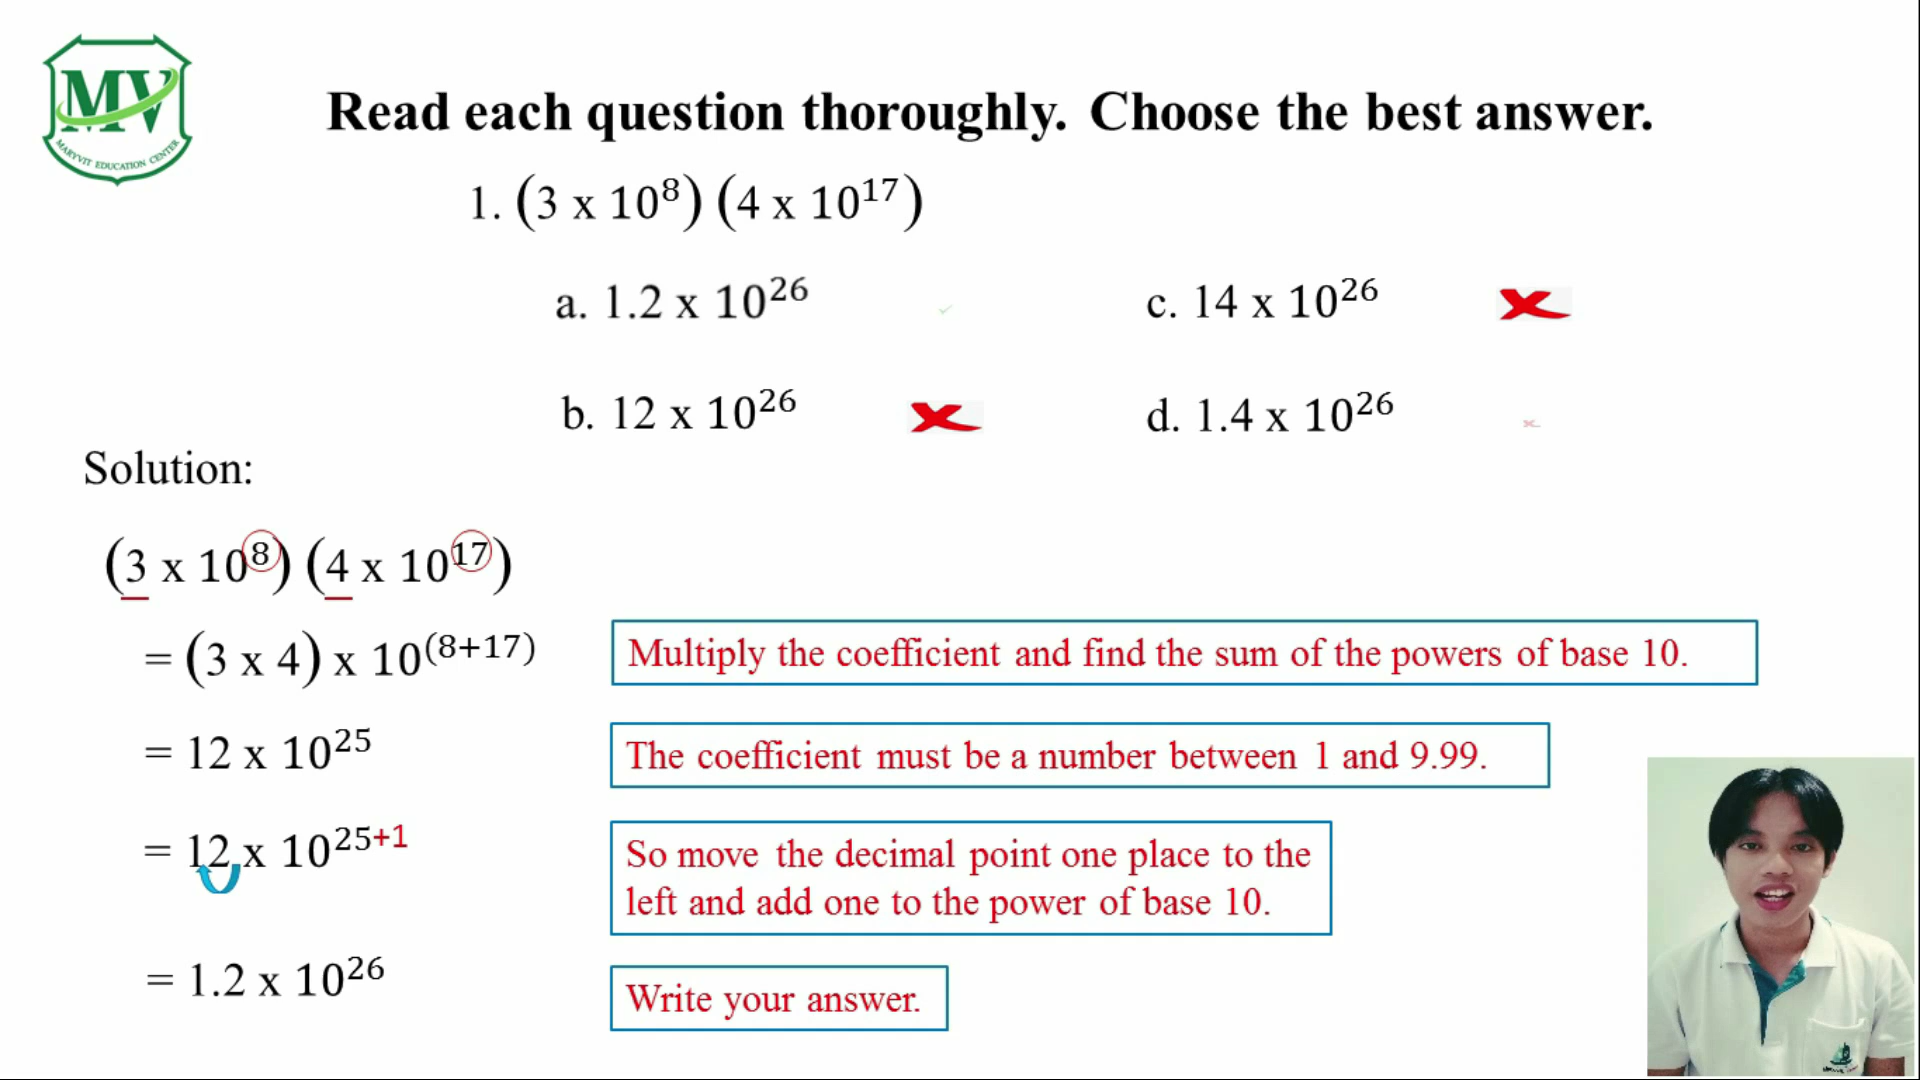 MV
MARYVIT EDUCATION CENTER
Read each question thoroughly. Choose the best answer.
1. (3 x 10⁸) (4 x 10¹⁷)
a. 1.2 x 10²⁶
c. 14 x 10²⁶
b. 12 x 10²⁶
d. 1.4 x 10²⁶
Solution:
(3 x 10⁸) (4 x 10¹⁷)
= (3 x 4) x 10⁽⁸⁺¹⁷⁾
Multiply the coefficient and find the sum of the powers of base 10.
= 12 x 10²⁵
The coefficient must be a number between 1 and 9.99.
= 12 x 10²⁵⁺¹
So move the decimal point one place to the
left and add one to the power of base 10.
= 1.2 x 10²⁶
Write your answer.